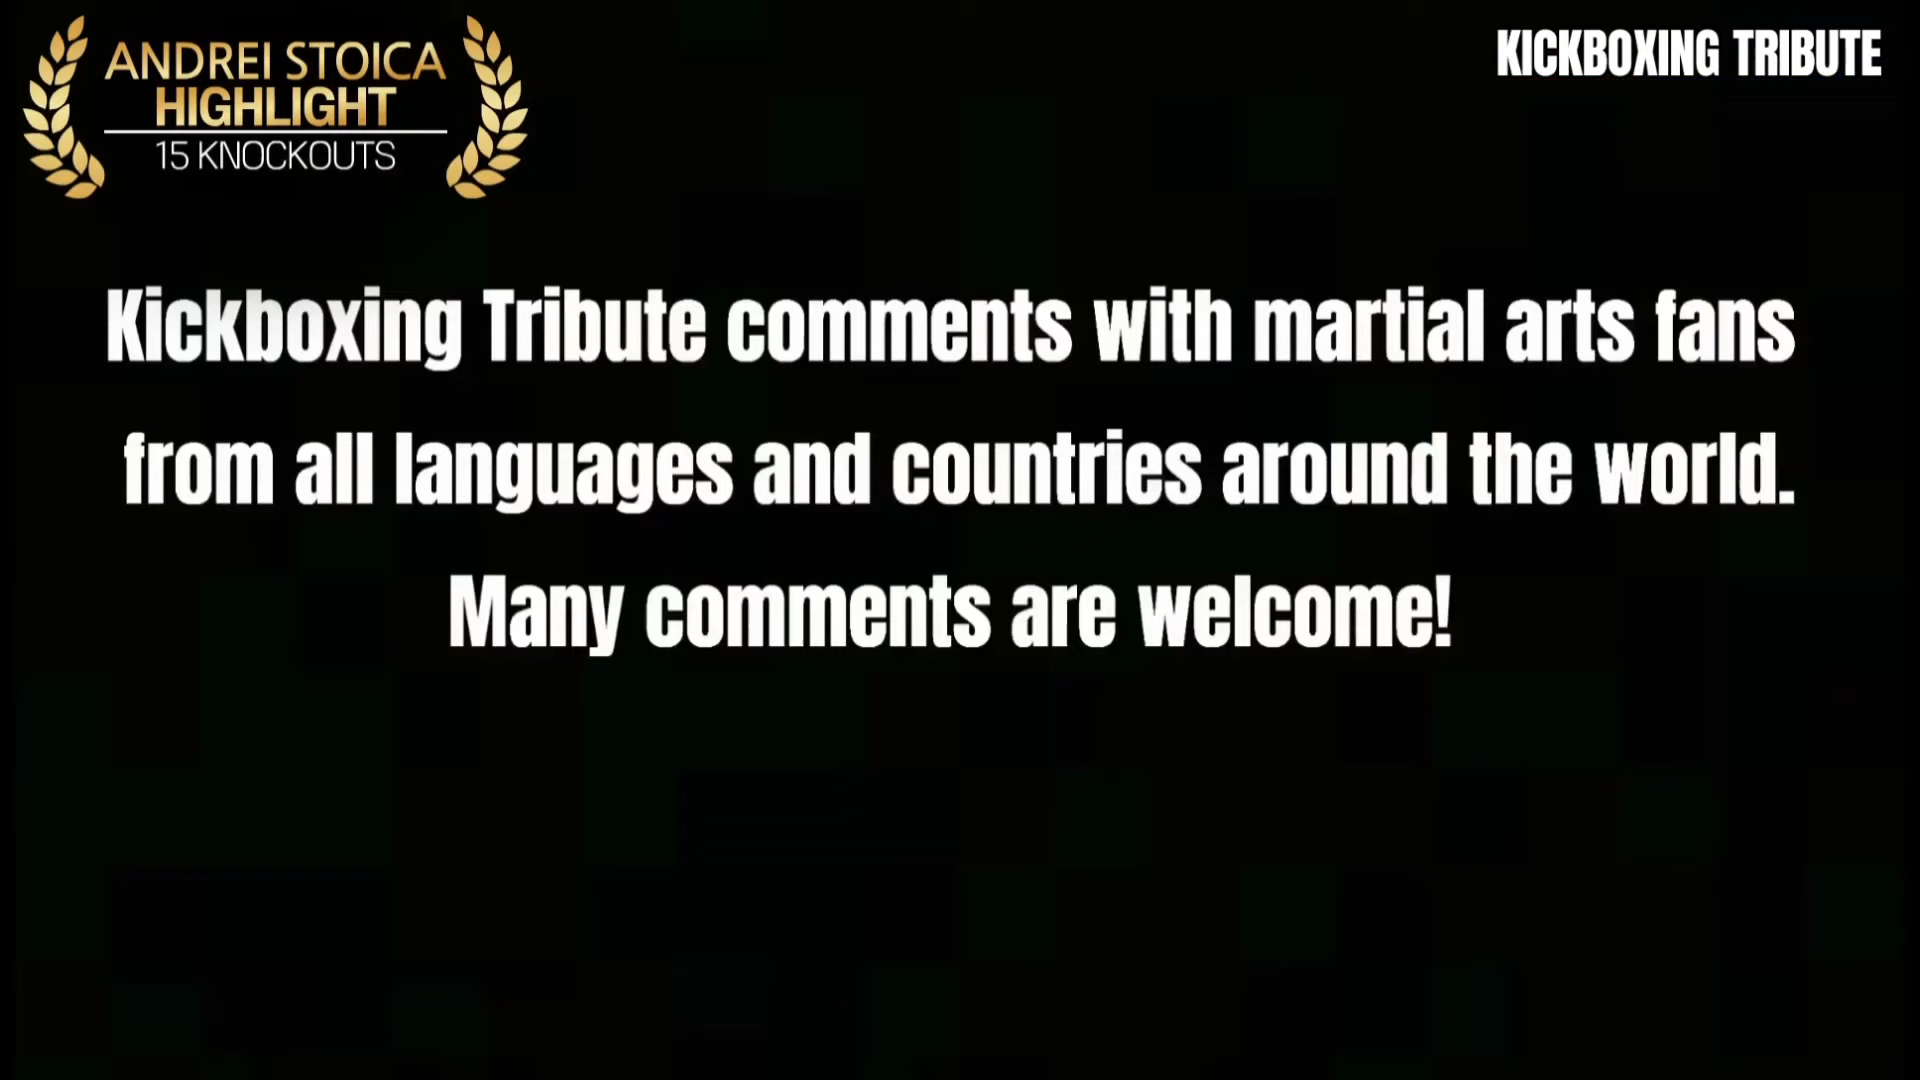 ANDREI STOICA
HIGHLIGHT
15 KNOCKOUTS
KICKBOXING TRIBUTE
Kickboxing Tribute comments with martial arts fans
from all languages and countries around the world.
Many comments are welcome!